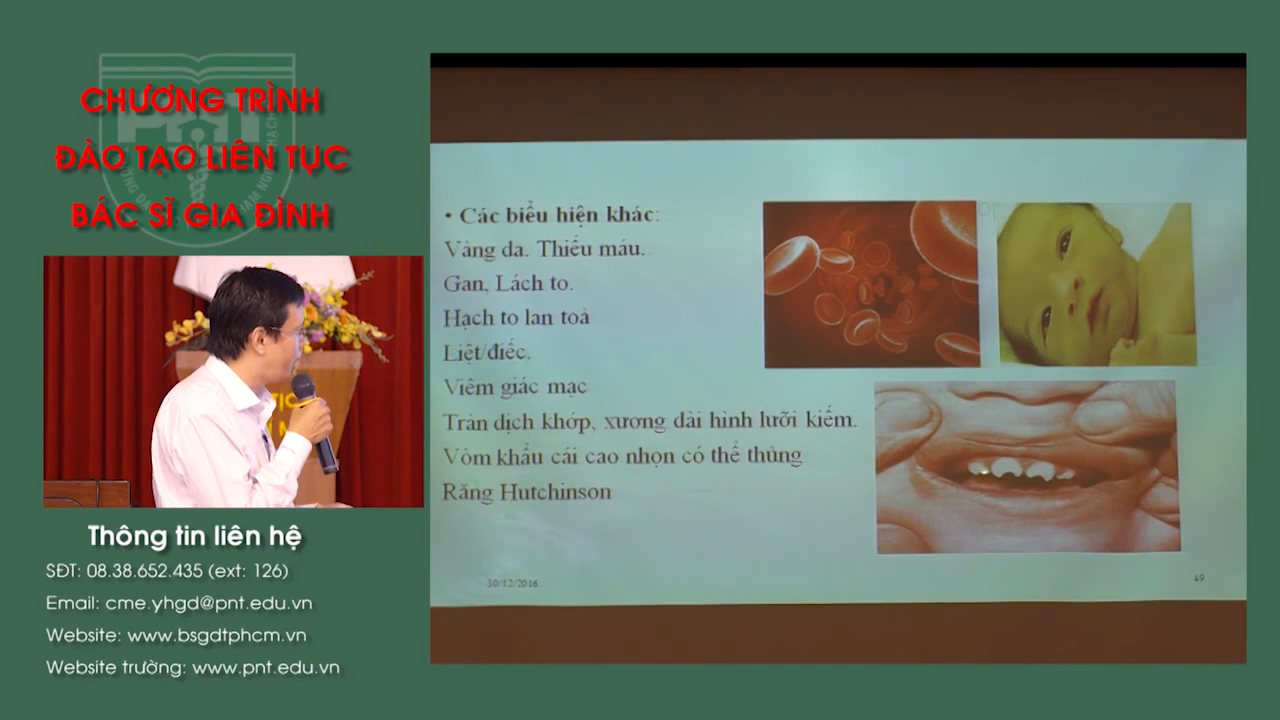 CHƯƠNG TRÌNH
ĐÀO TẠO LIÊN TỤC
BÁC SĨ GIA ĐÌNH
Thông tin liên hệ
SĐT: 08.38.652.435 (ext: 126)
Email: cme.yhgd@pnt.edu.vn
Website: www.bsgdtphcm.vn
Website trường: www.pnt.edu.vn
• Các biểu hiện khác:
Vàng da. Thiếu máu.
Gan, Lách to.
Hạch to lan toả
Liệt/điếc.
Viêm giác mạc
Tràn dịch khớp, xương dài hình lưỡi kiếm.
Vòm khẩu cái cao nhọn có thể thủng
Răng Hutchinson
30/12/2016
49